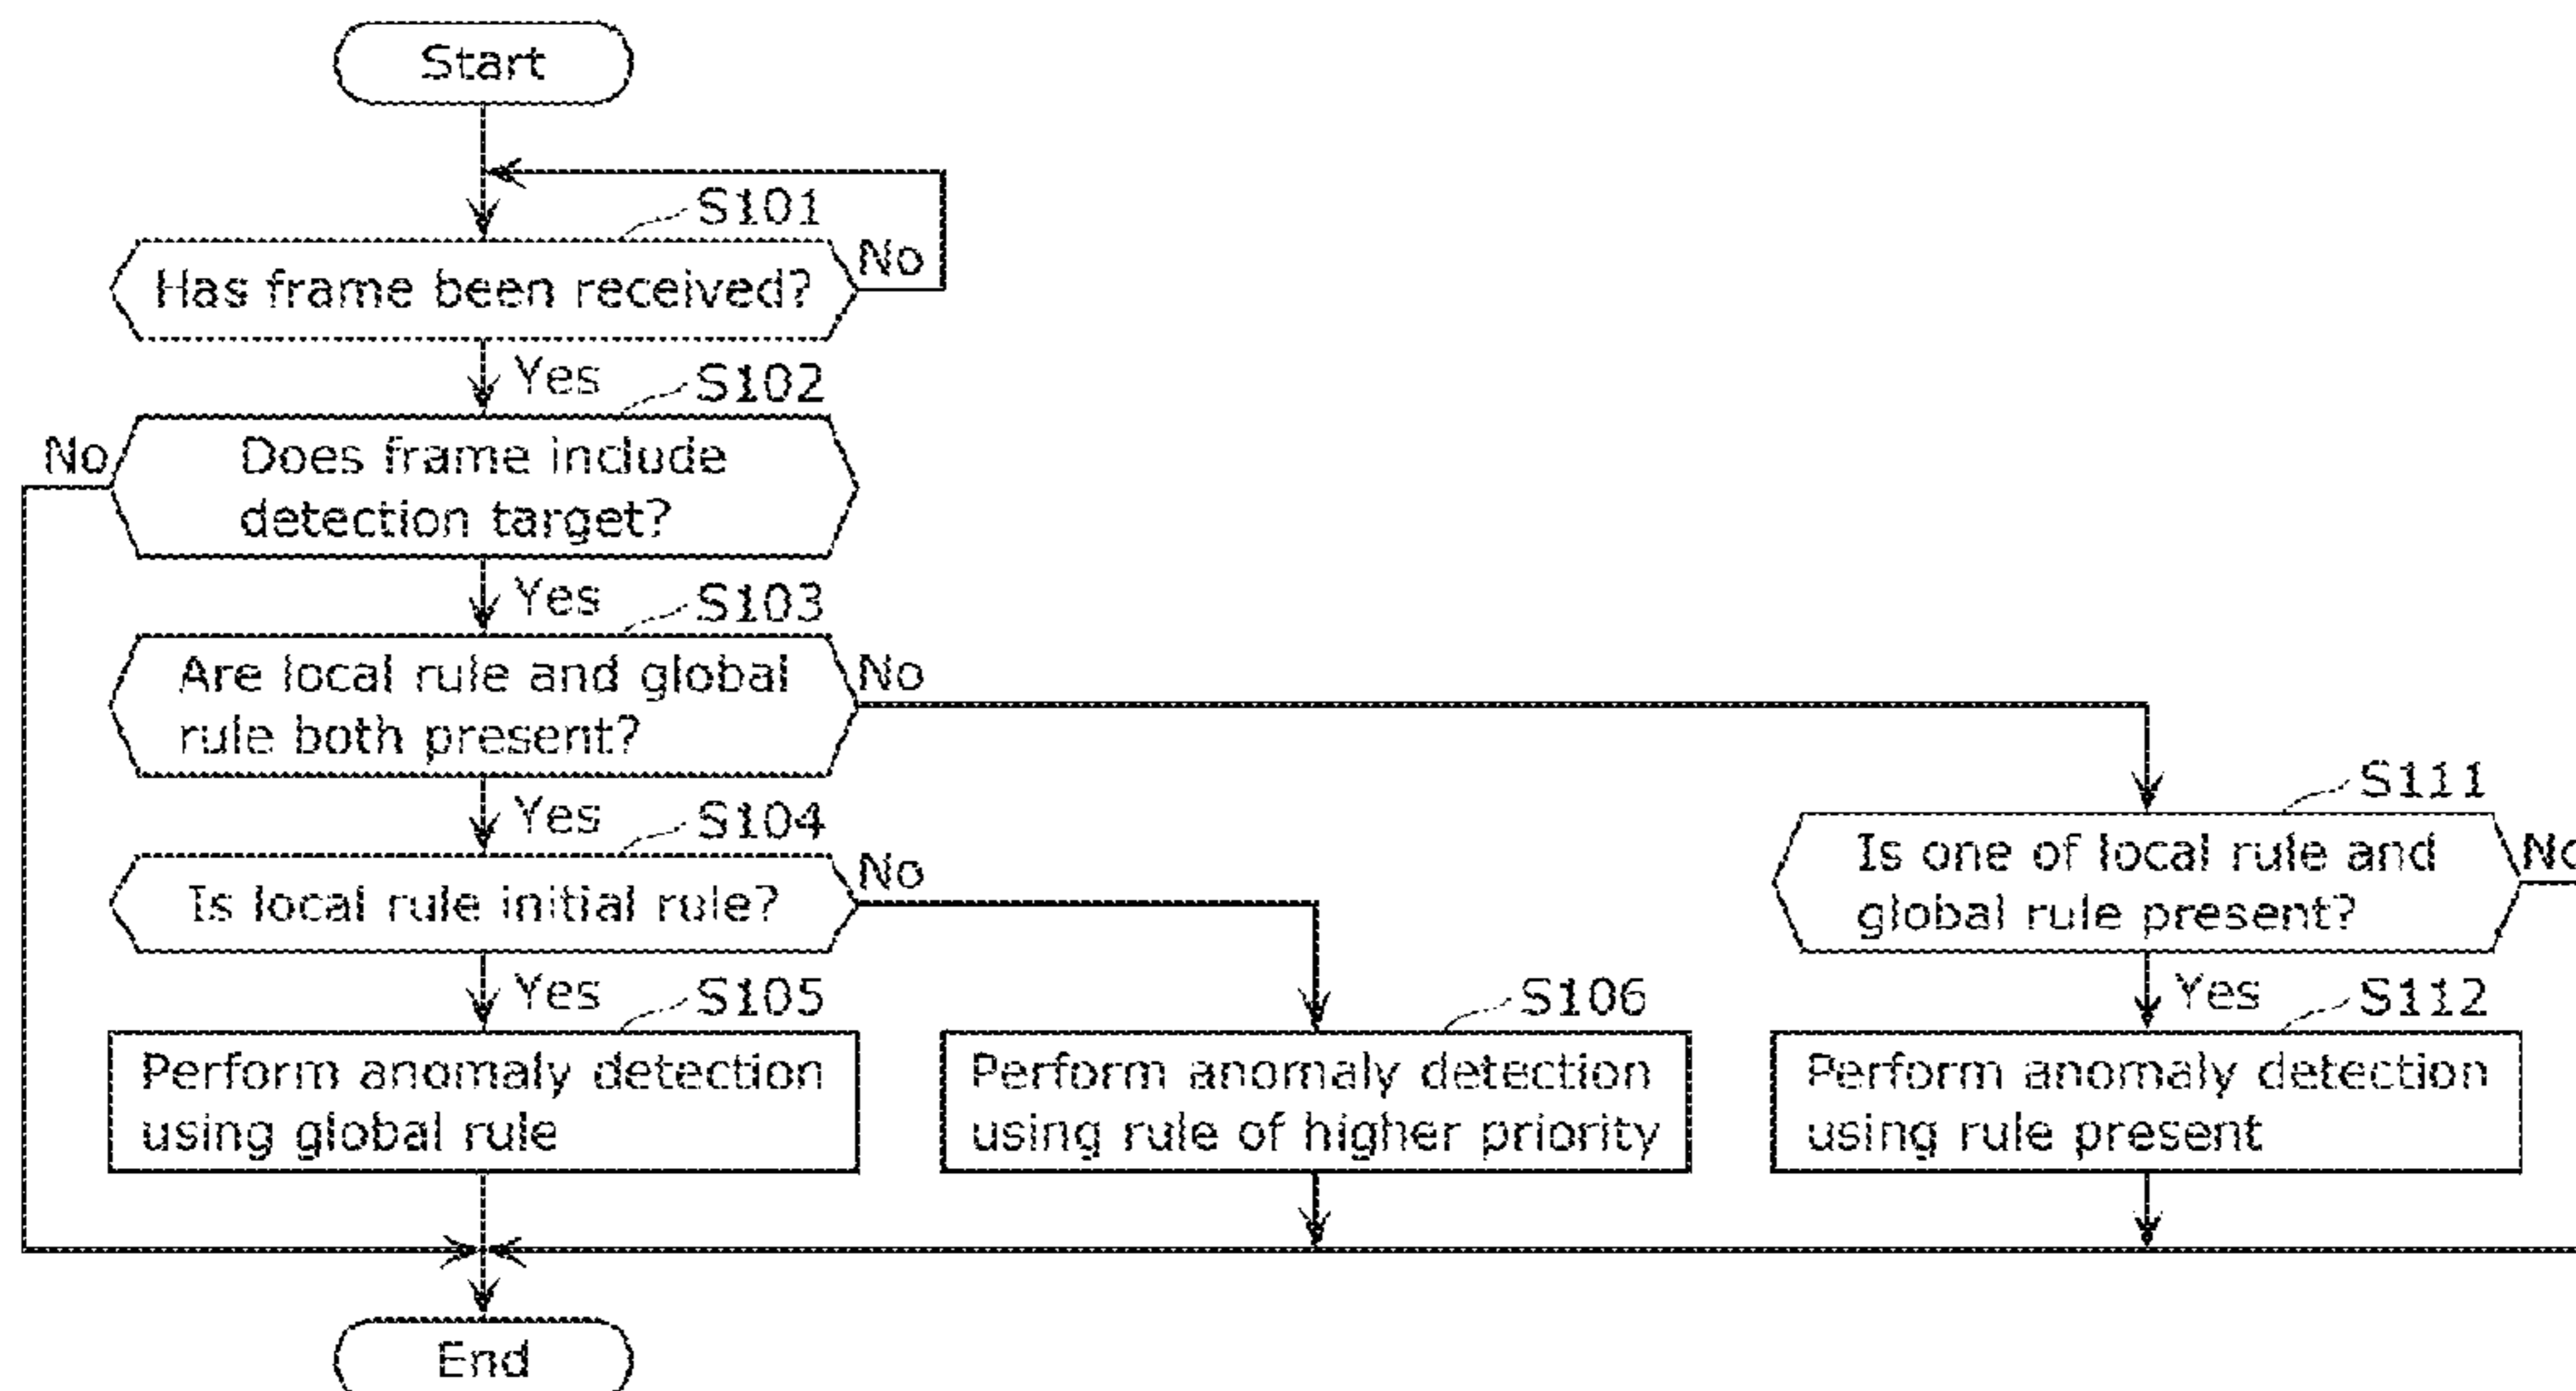 Start
S101
Has frame been received?
No
Yes
S102
No
Does frame include
detection target?
Yes
S103
Are local rule and global
rule both present?
No
Yes
S104
Is local rule initial rule?
No
S111
Is one of local rule and
global rule present?
No
Yes
S105
Perform anomaly detection
using global rule
S106
Perform anomaly detection
using rule of higher priority
Yes
S112
Perform anomaly detection
using rule present
End